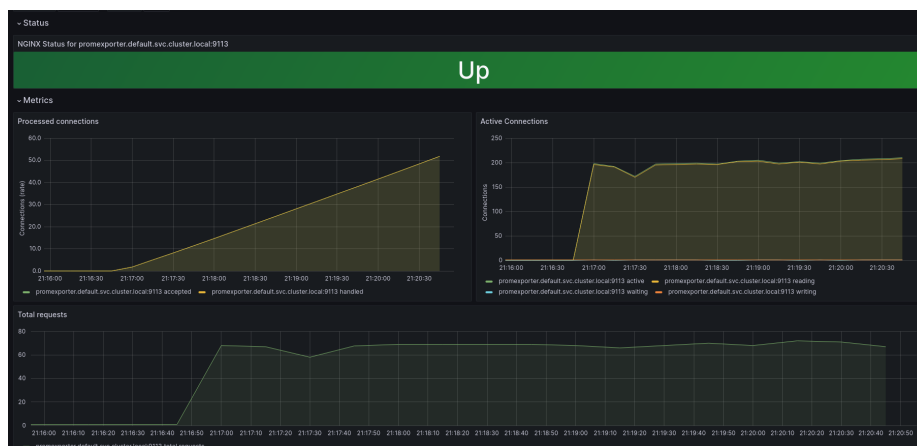 Status
NGINX Status for promexporter.default.svc.cluster.local:9113
Up
Metrics
Processed connections
60.0
50.0
40.0
30.0
20.0
10.0
0.0
Connections (rate)
21:16:00 21:16:30 21:17:00 21:17:30 21:18:00 21:18:30 21:19:00 21:19:30 21:20:00 21:20:30
promexporter.default.svc.cluster.local:9113 accepted promexporter.default.svc.cluster.local:9113 handled
Active Connections
250
200
150
100
50
0
Connections
21:16:00 21:16:30 21:17:00 21:17:30 21:18:00 21:18:30 21:19:00 21:19:30 21:20:00 21:20:30
promexporter.default.svc.cluster.local:9113 active promexporter.default.svc.cluster.local:9113 reading
promexporter.default.svc.cluster.local:9113 waiting promexporter.default.svc.cluster.local:9113 writing
Total requests
80
60
40
20
0
21:16:00 21:16:10 21:16:20 21:16:30 21:16:40 21:16:50 21:17:00 21:17:10 21:17:20 21:17:30 21:17:40 21:17:50 21:18:00 21:18:10 21:18:20 21:18:30 21:18:40 21:18:50 21:19:00 21:19:10 21:19:20 21:19:30 21:19:40 21:19:50 21:20:00 21:20:10 21:20:20 21:20:30 21:20:40 21:20:50
promexporter.default.svc.cluster.local:9113 total requests